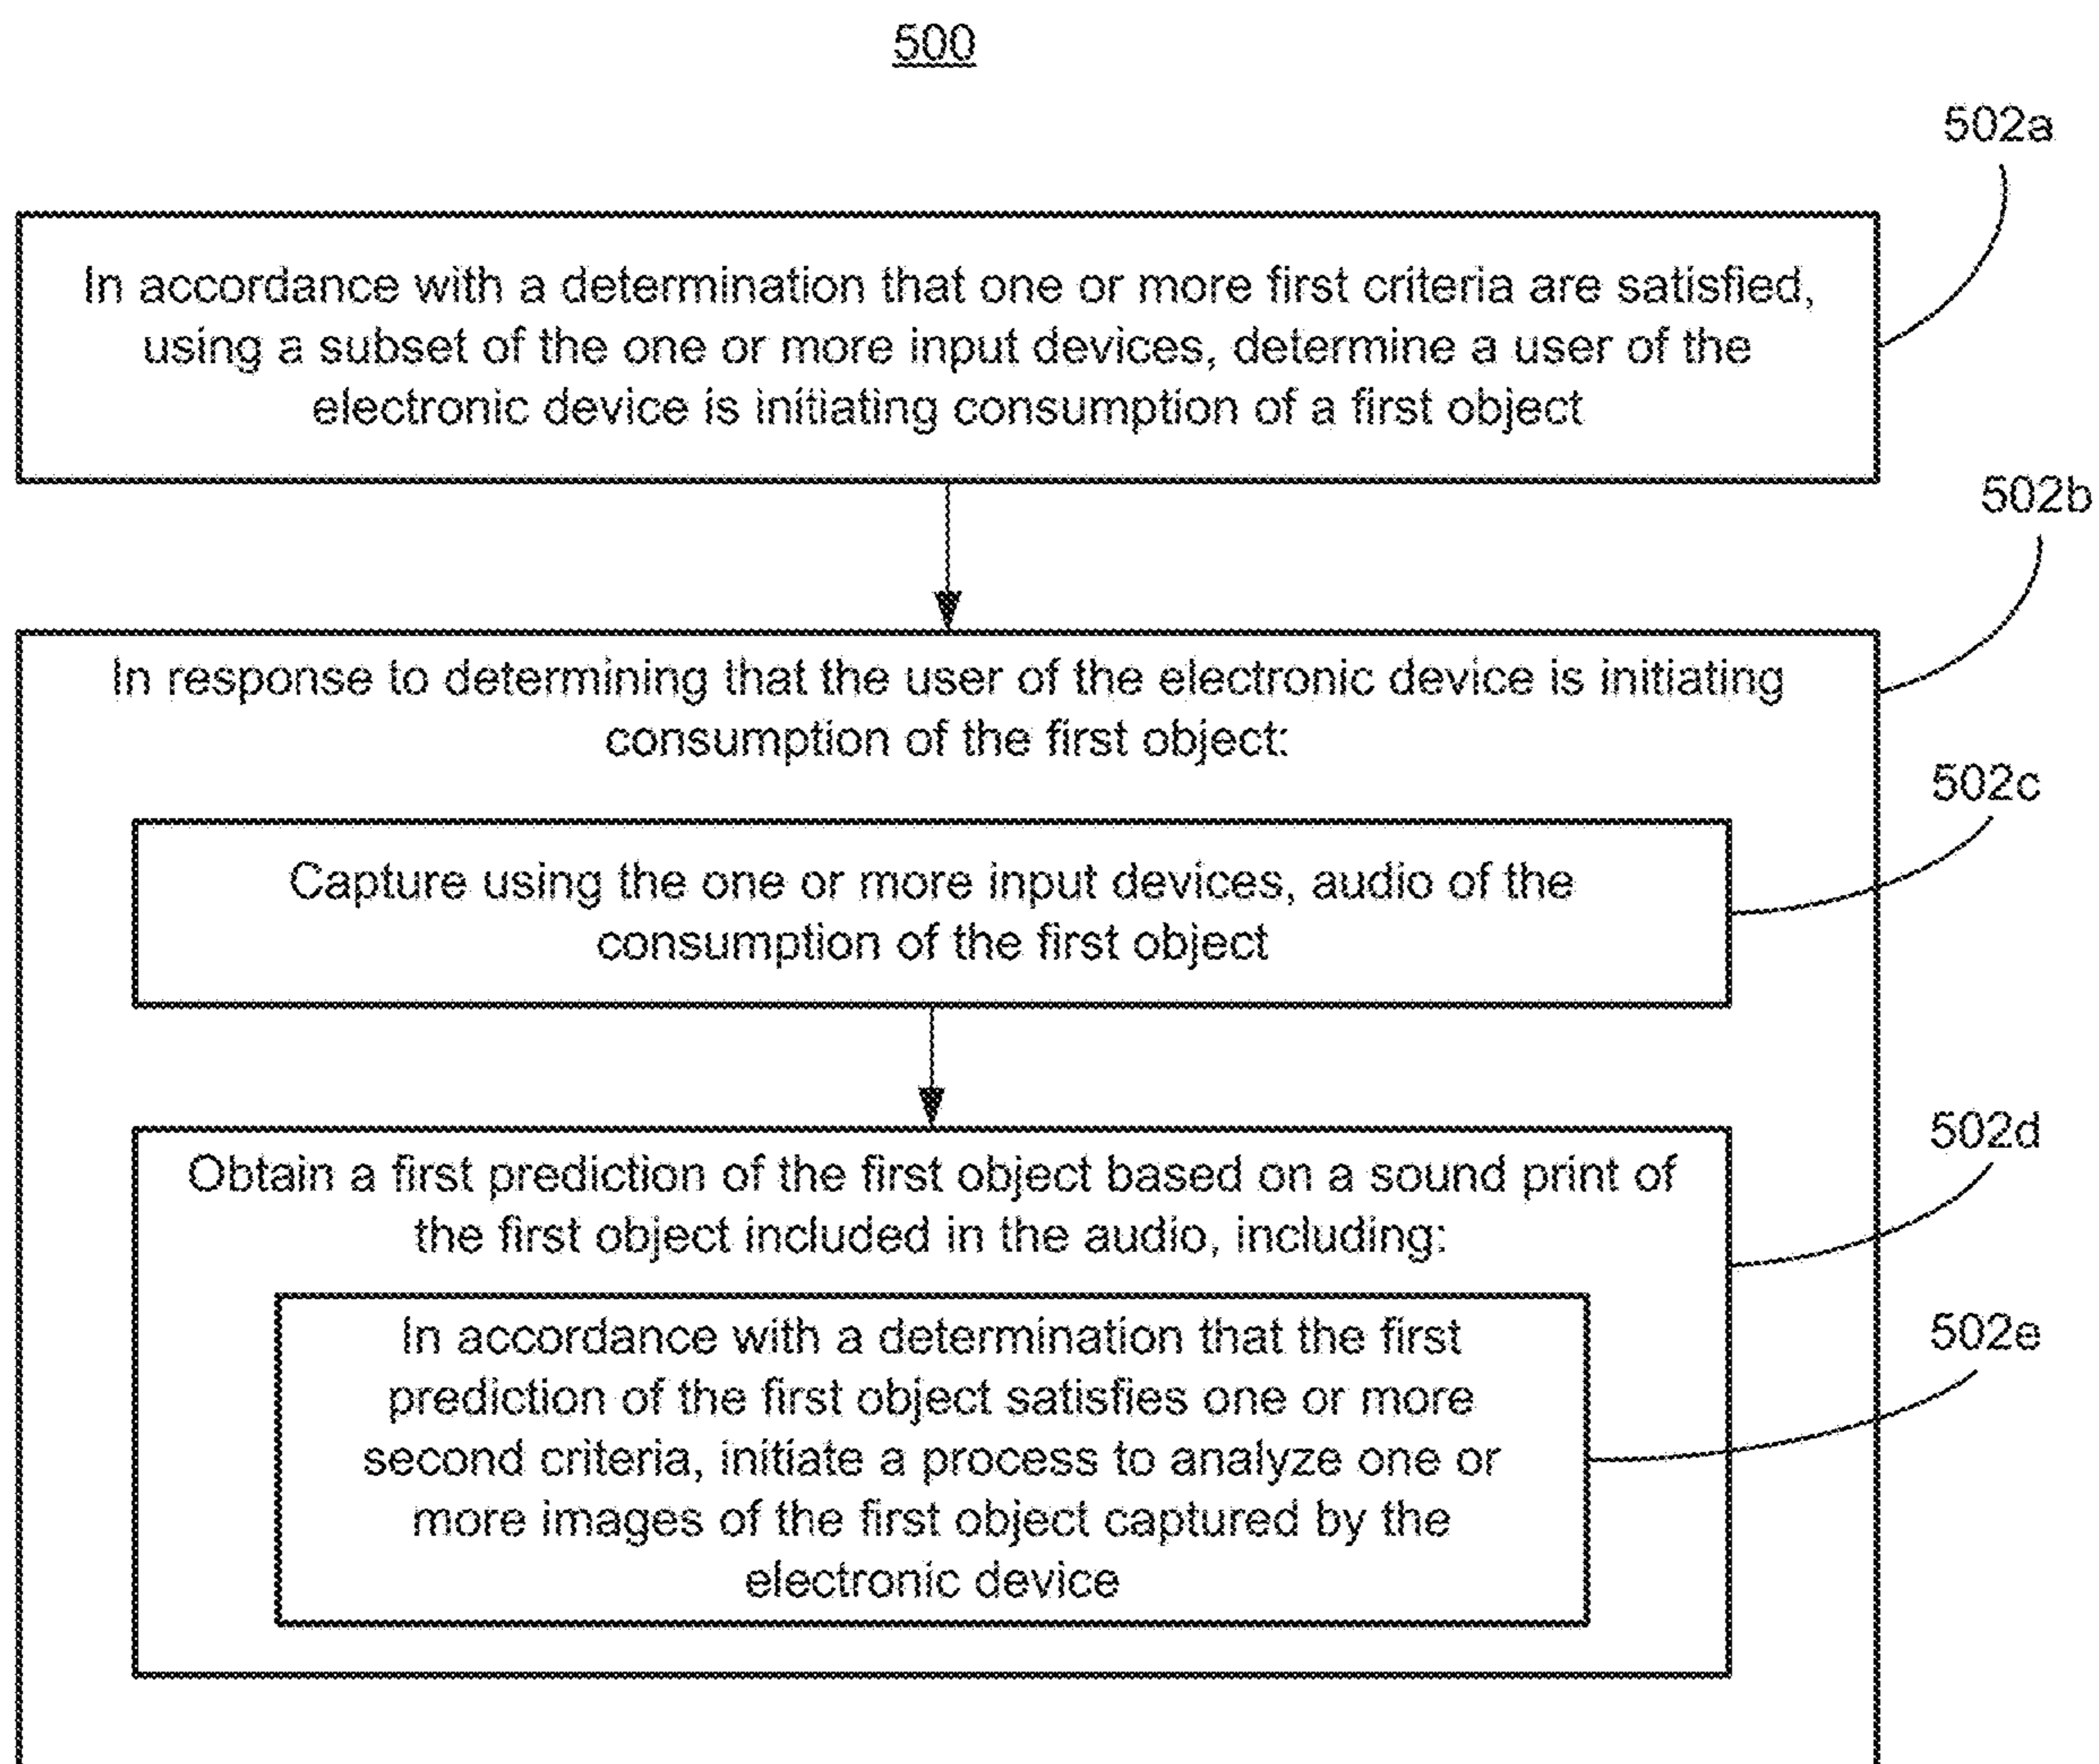 500
502a
In accordance with a determination that one or more first criteria are satisfied,
using a subset of the one or more input devices, determine a user of the
electronic device is initiating consumption of a first object
502b
In response to determining that the user of the electronic device is initiating
consumption of the first object:
502c
Capture using the one or more input devices, audio of the
consumption of the first object
502d
Obtain a first prediction of the first object based on a sound print of
the first object included in the audio, including:
502e
In accordance with a determination that the first
prediction of the first object satisfies one or more
second criteria, initiate a process to analyze one or
more images of the first object captured by the
electronic device